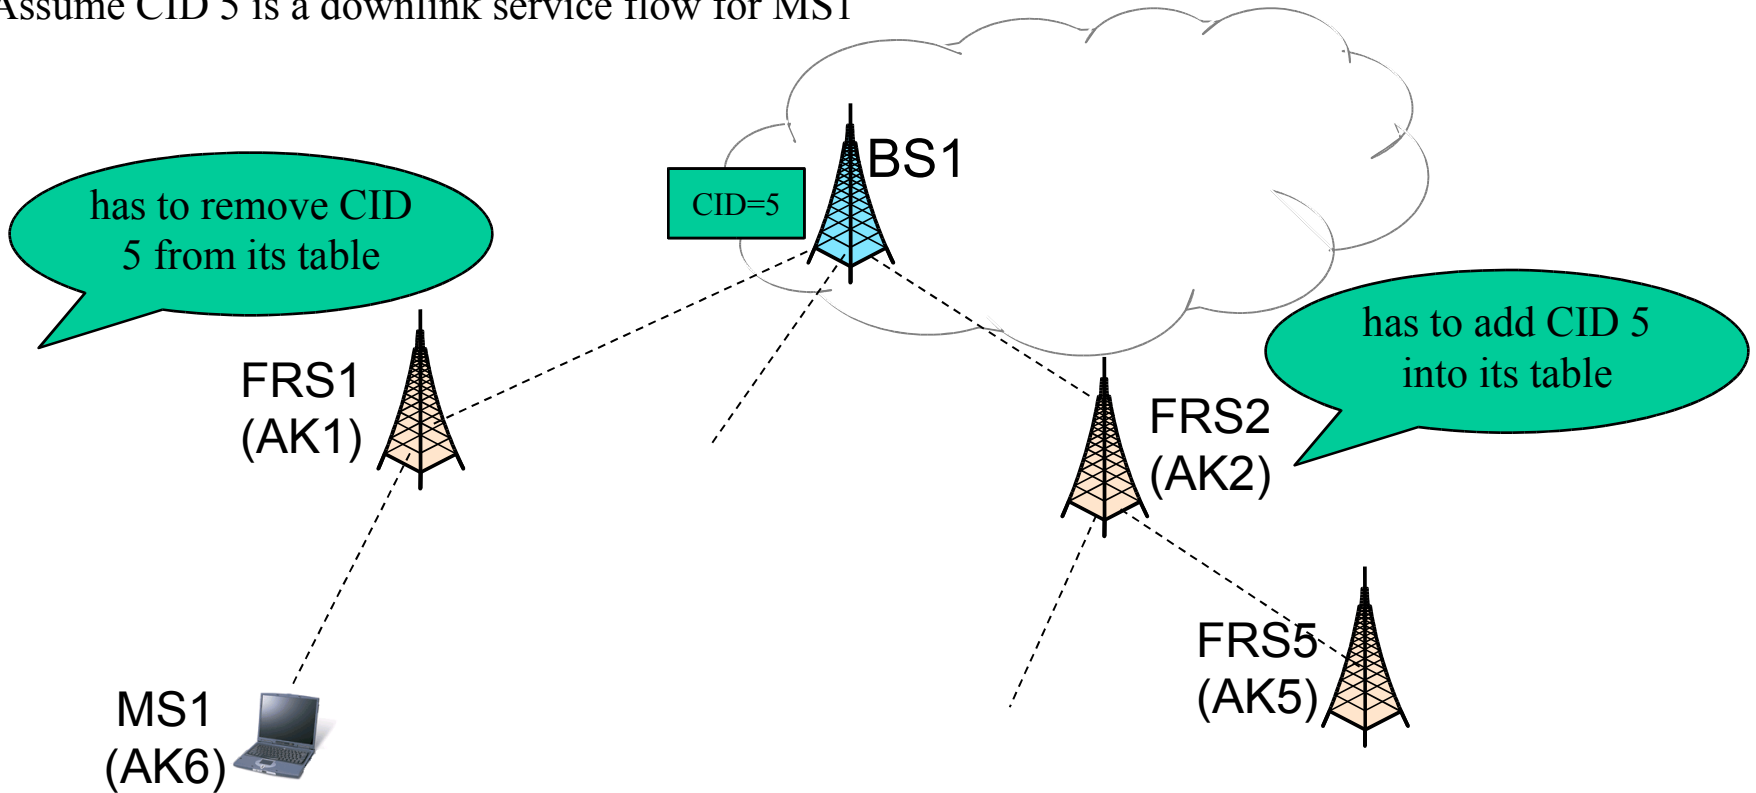 Assume CID 5 is a downlink service flow for MS1
BS1
CID=5
has to remove CID
5 from its table
has to add CID 5
into its table
FRS1
(AK1)
FRS2
(AK2)
FRS5
(AK5)
MS1
(AK6)